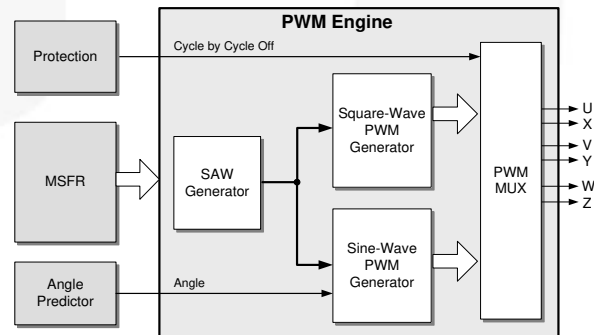 PWM Engine
Protection
Cycle by Cycle Off
MSFR
SAW
Generator
Square-Wave
PWM
Generator
Sine-Wave
PWM
Generator
PWM
MUX
U
X
V
Y
W
Z
Angle
Predictor
Angle